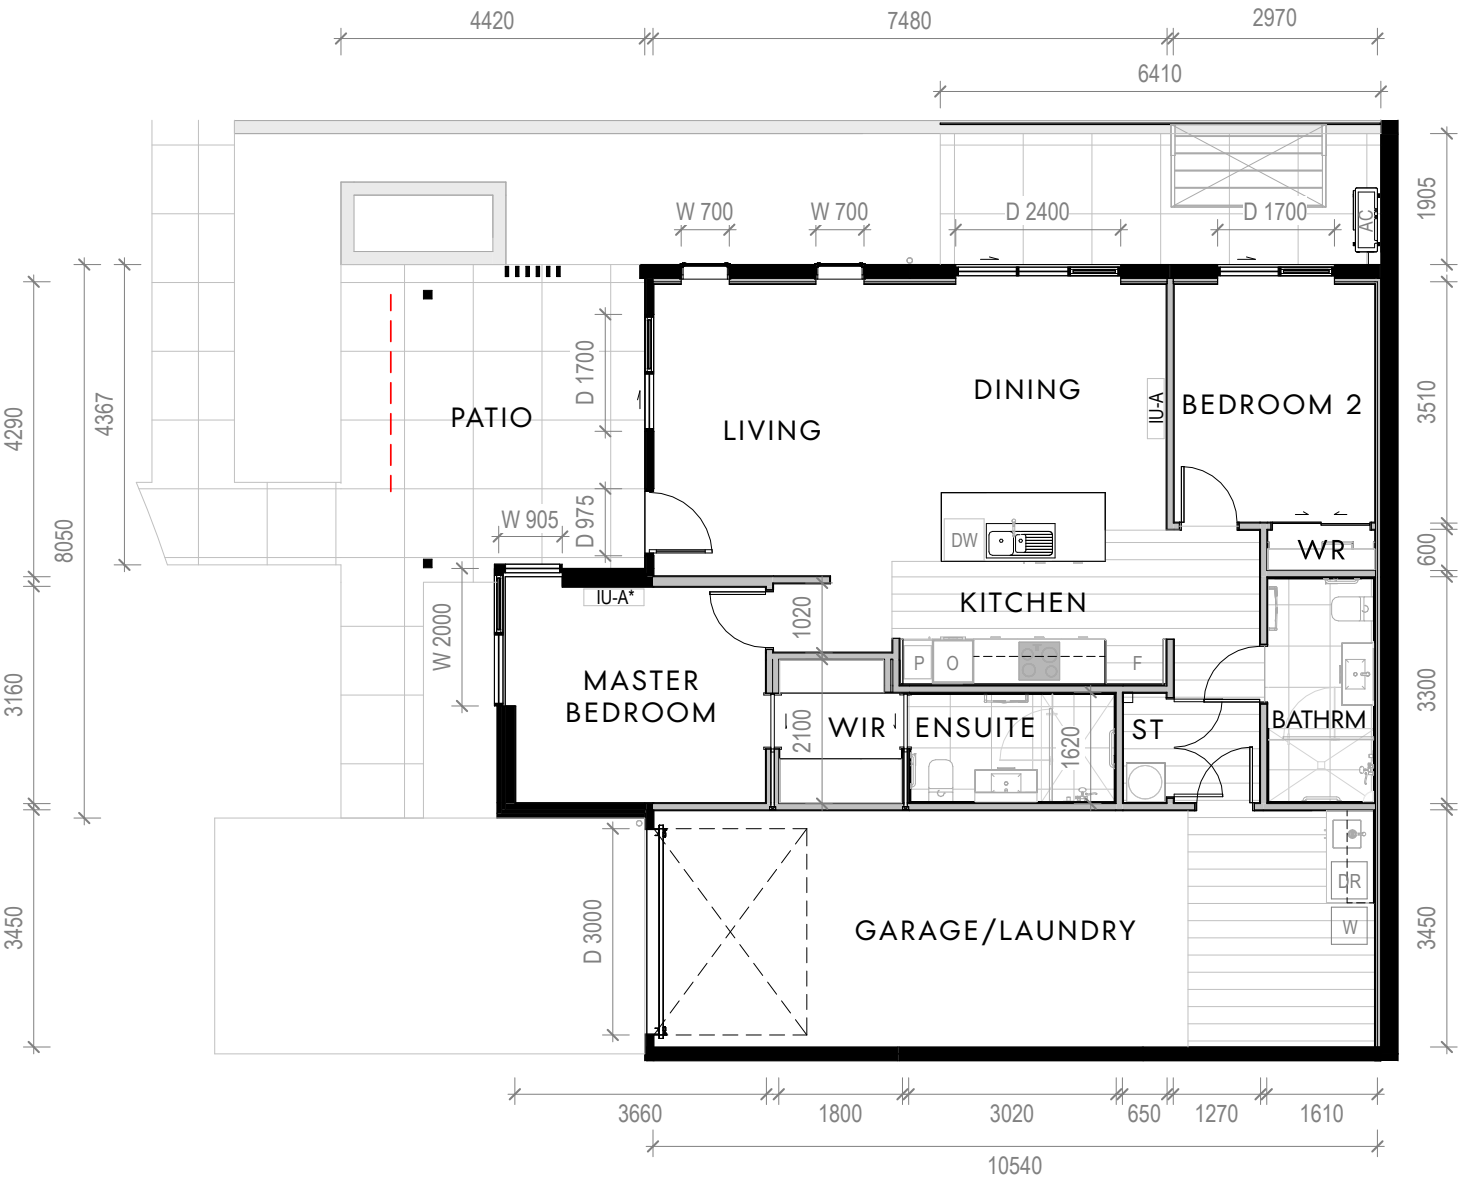 4420
7480
2970
6410
W 700
W 700
D 2400
D 1700
AC
1905
4290
8050
4367
D 1700
PATIO
LIVING
DINING
IU-A
BEDROOM 2
3510
D 975
W 905
DW
WR
600
IU-A*
W 2000
1020
KITCHEN
P
O
F
3160
MASTER
BEDROOM
2100
WIR
ENSUITE
1620
ST
BATHRM
3300
3450
D 3000
GARAGE/LAUNDRY
DR
W
3450
3660
1800
3020
650
1270
1610
10540